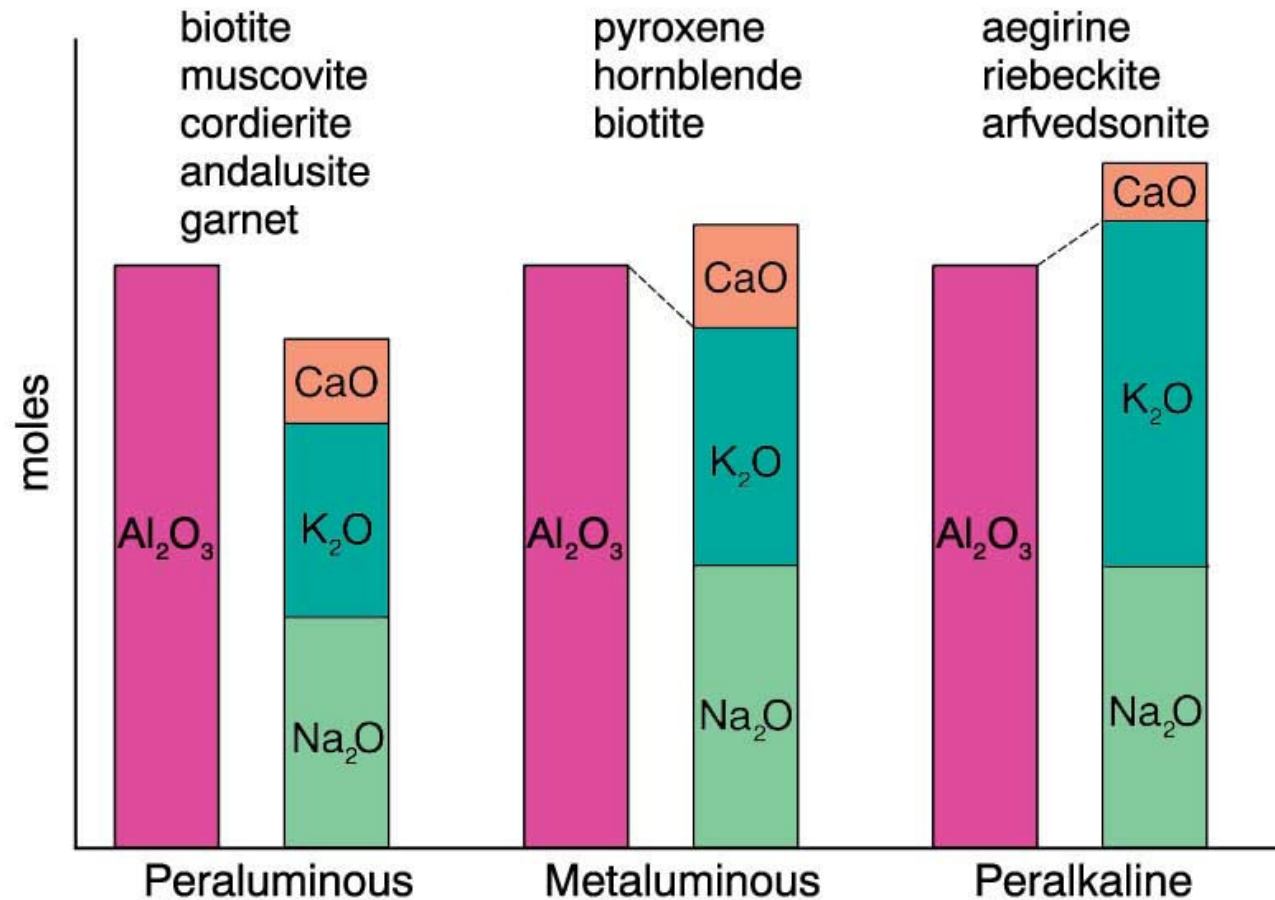 biotite
muscovite
cordierite
andalusite
garnet
pyroxene
hornblende
biotite
aegirine
riebeckite
arfvedsonite
moles
Al₂O₃
CaO
K₂O
Na₂O
Al₂O₃
CaO
K₂O
Na₂O
Al₂O₃
CaO
K₂O
Na₂O
Peraluminous
Metaluminous
Peralkaline